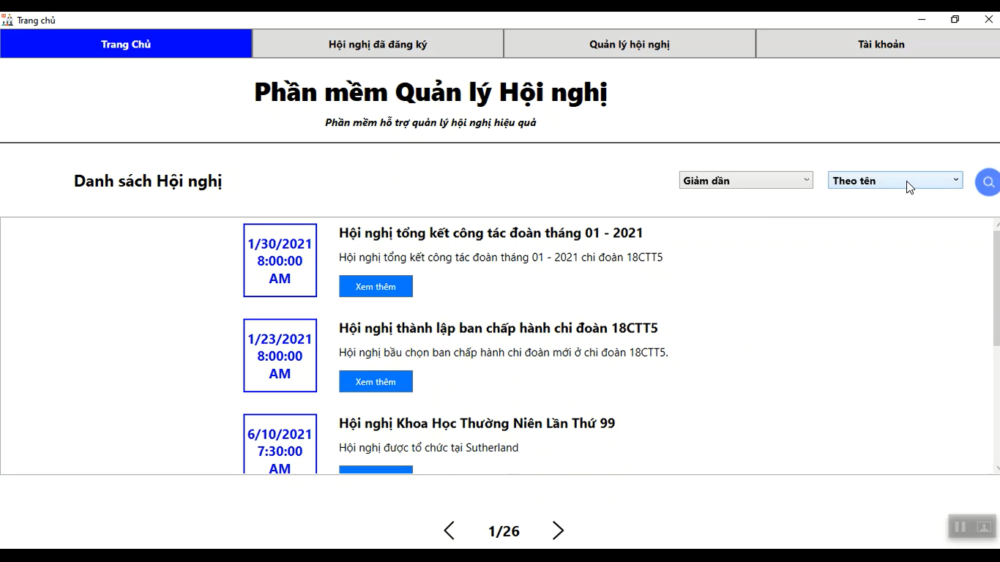 Trang chủ
Trang Chủ
Hội nghị đã đăng ký
Quản lý hội nghị
Tài khoản
Phần mềm Quản lý Hội nghị
Phần mềm hỗ trợ quản lý hội nghị hiệu quả
Danh sách Hội nghị
Giảm dần
Theo tên
1/30/2021
8:00:00
AM
Hội nghị tổng kết công tác đoàn tháng 01 - 2021
Hội nghị tổng kết công tác đoàn tháng 01 - 2021 chi đoàn 18CTT5
Xem thêm
1/23/2021
8:00:00
AM
Hội nghị thành lập ban chấp hành chi đoàn 18CTT5
Hội nghị bầu chọn ban chấp hành chi đoàn mới ở chi đoàn 18CTT5.
Xem thêm
6/10/2021
7:30:00
AM
Hội nghị Khoa Học Thường Niên Lần Thứ 99
Hội nghị được tổ chức tại Sutherland
1/26